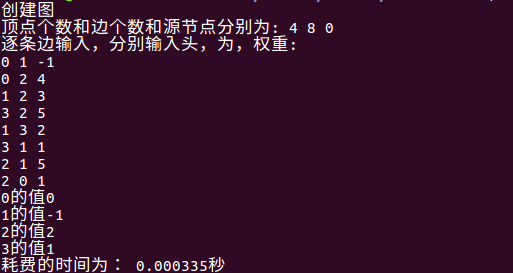 创建图
顶点个数和边个数和源节点分别为: 4 8 0
逐条边输入，分别输入头，为，权重:
0 1 -1
0 2 4
1 2 3
3 2 5
1 3 2
3 1 1
2 1 5
2 0 1
0的值0
1的值-1
2的值2
3的值1
耗费的时间为： 0.000335秒